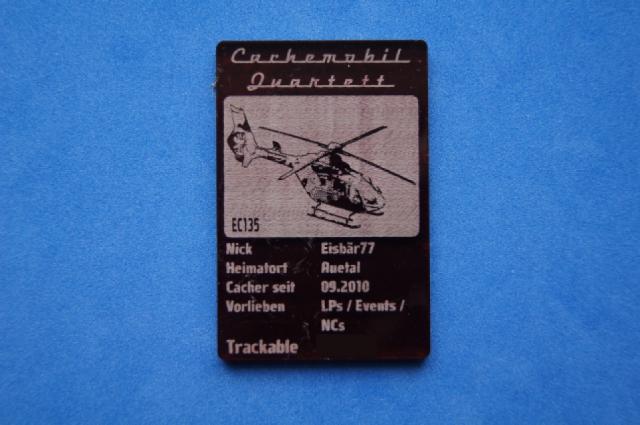 Cachemobil
Quartett
EC135
Nick Eisbär77
Heimatort Auetal
Cacher seit 09.2010
Vorlieben LPs / Events /
NCs
Trackable